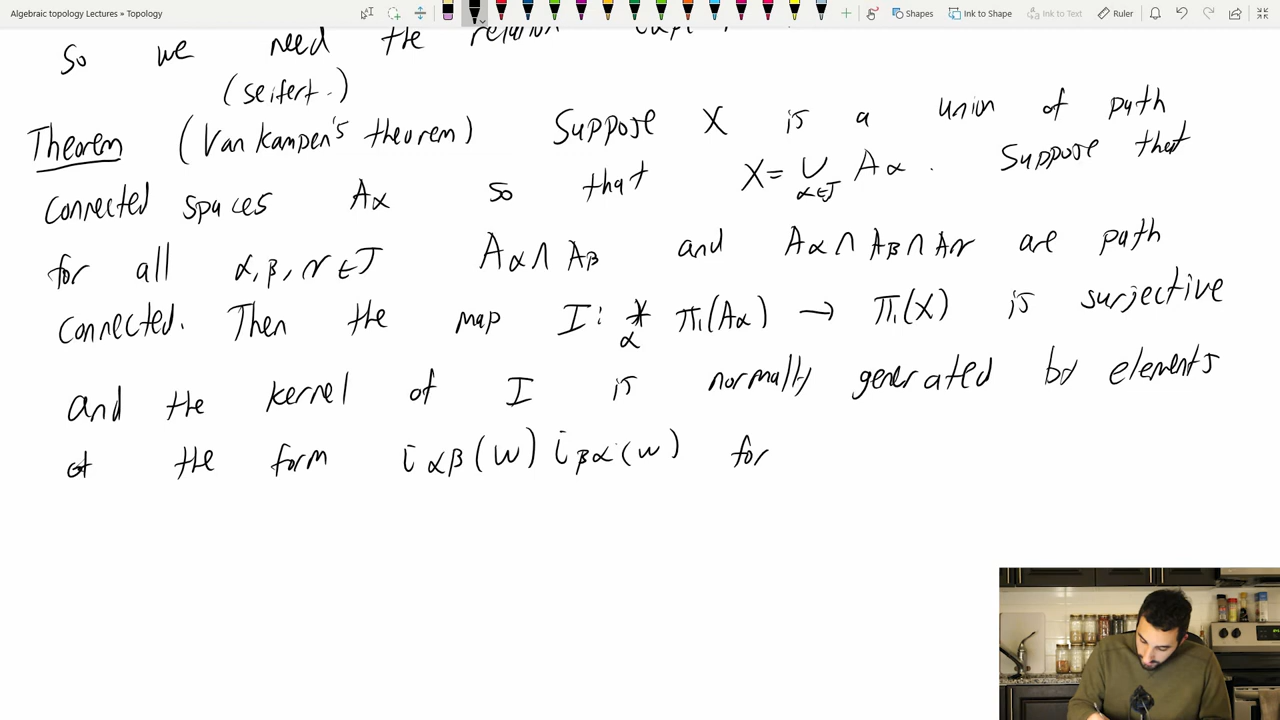 Algebraic topology Lectures » Topology
Shapes Ink to Shape Ink to Text Ruler
So we need the relation
(seifert.)
Theorem (Van Kampen's theorem) Suppose X is a union of path
connected spaces Aα so that X = ∪ α∈J Aα. Suppose that
for all α, β, γ ∈ J Aα ∩ Aβ and Aα ∩ Aβ ∩ Aγ are path
connected. Then the map I: * α π₁(Aα) → π₁(X) is surjective
and the kernel of I is normally generated by elements
of the form i αβ (w) i βα (w) for